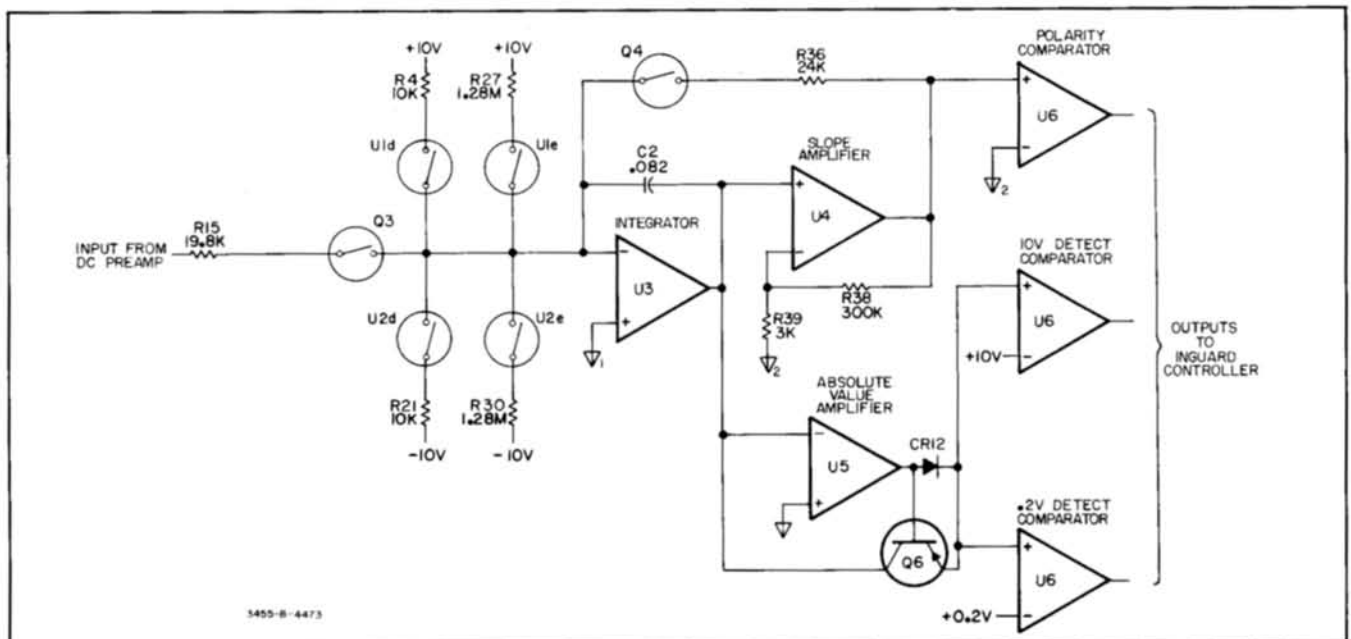 POLARITY
COMPARATOR
Q4
R36
24K
+10V
+10V
R4
10K
R27
1.28M
+
U6
-
2
U1d
U1e
C2
.082
SLOPE
AMPLIFIER
+
U4
-
INPUT FROM
DC PREAMP
R15
19.8K
Q3
INTEGRATOR
-
U3
+
1
R38
300K
R39
3K
2
10V DETECT
COMPARATOR
+
U6
+10V
-
OUTPUTS
TO
INGUARD
CONTROLLER
U2d
U2e
R21
10K
R30
1.28M
-10V
-10V
ABSOLUTE
VALUE
AMPLIFIER
-
U5
+
CR12
Q6
.2V DETECT
COMPARATOR
+
U6
+0.2V
-
3455-B-4473